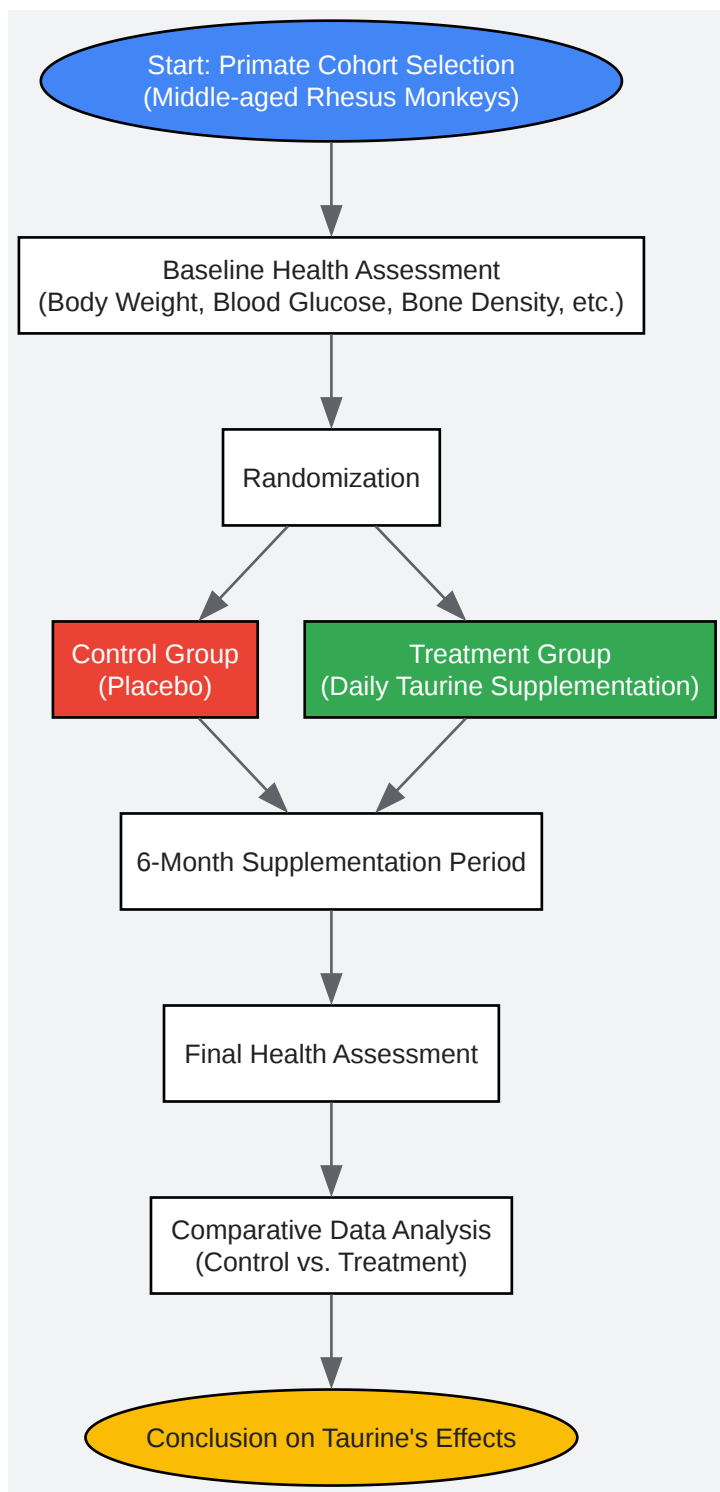 Start: Primate Cohort Selection
(Middle-aged Rhesus Monkeys)
Baseline Health Assessment
(Body Weight, Blood Glucose, Bone Density, etc.)
Randomization
Control Group
(Placebo)
Treatment Group
(Daily Taurine Supplementation)
6-Month Supplementation Period
Final Health Assessment
Comparative Data Analysis
(Control vs. Treatment)
Conclusion on Taurine's Effects